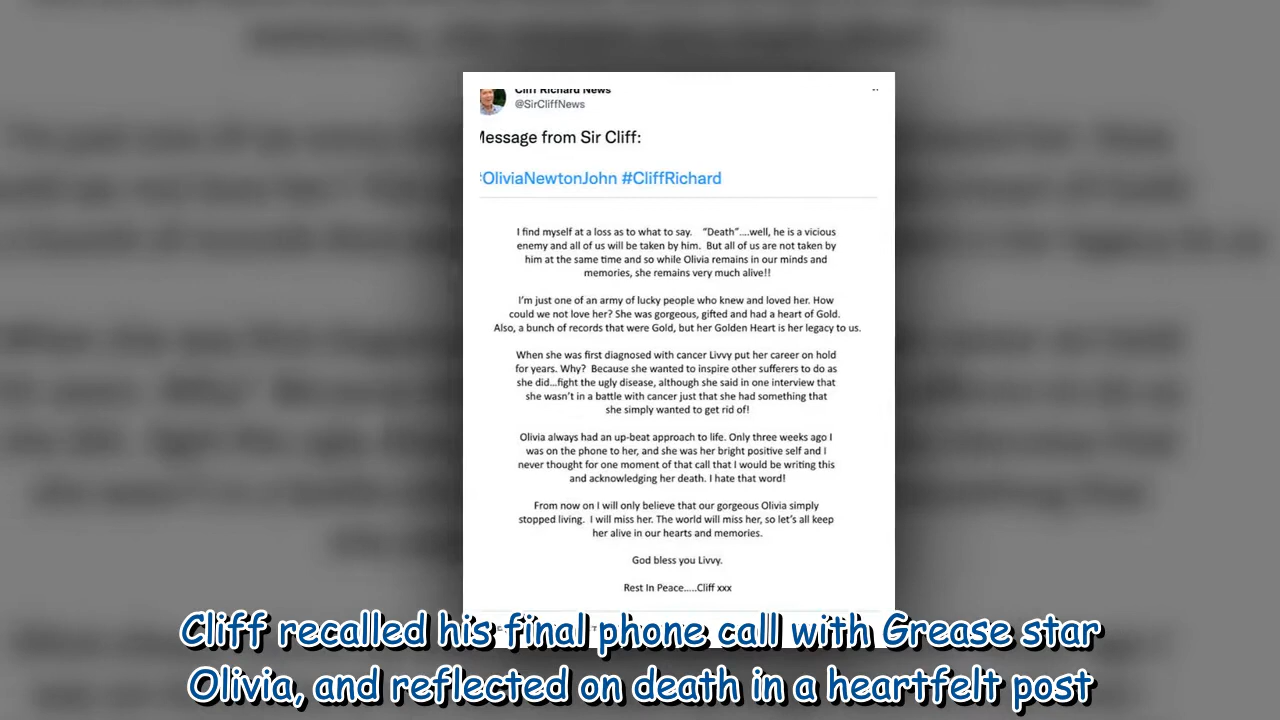 Cliff Richard News
@SirCliffNews
Message from Sir Cliff:
#OliviaNewtonJohn #CliffRichard
I find myself at a loss as to what to say. "Death"....well, he is a vicious
enemy and all of us will be taken by him. But all of us are not taken by
him at the same time and so while Olivia remains in our minds and
memories, she remains very much alive!!
I'm just one of an army of lucky people who knew and loved her. How
could we not love her? She was gorgeous, gifted and had a heart of Gold.
Also, a bunch of records that were Gold, but her Golden Heart is her legacy to us.
When she was first diagnosed with cancer Livvy put her career on hold
for years. Why? Because she wanted to inspire other sufferers to do as
she did...fight the ugly disease, although she said in one interview that
she wasn't in a battle with cancer just that she had something that
she simply wanted to get rid of!
Olivia always had an up-beat approach to life. Only three weeks ago I
was on the phone to her, and she was her bright positive self and I
never thought for one moment of that call that I would be writing this
and acknowledging her death. I hate that word!
From now on I will only believe that our gorgeous Olivia simply
stopped living. I will miss her. The world will miss her, so let's all keep
her alive in our hearts and memories.
God bless you Livvy.
Rest In Peace.....Cliff xxx
Cliff recalled his final phone call with Grease star
Olivia, and reflected on death in a heartfelt post